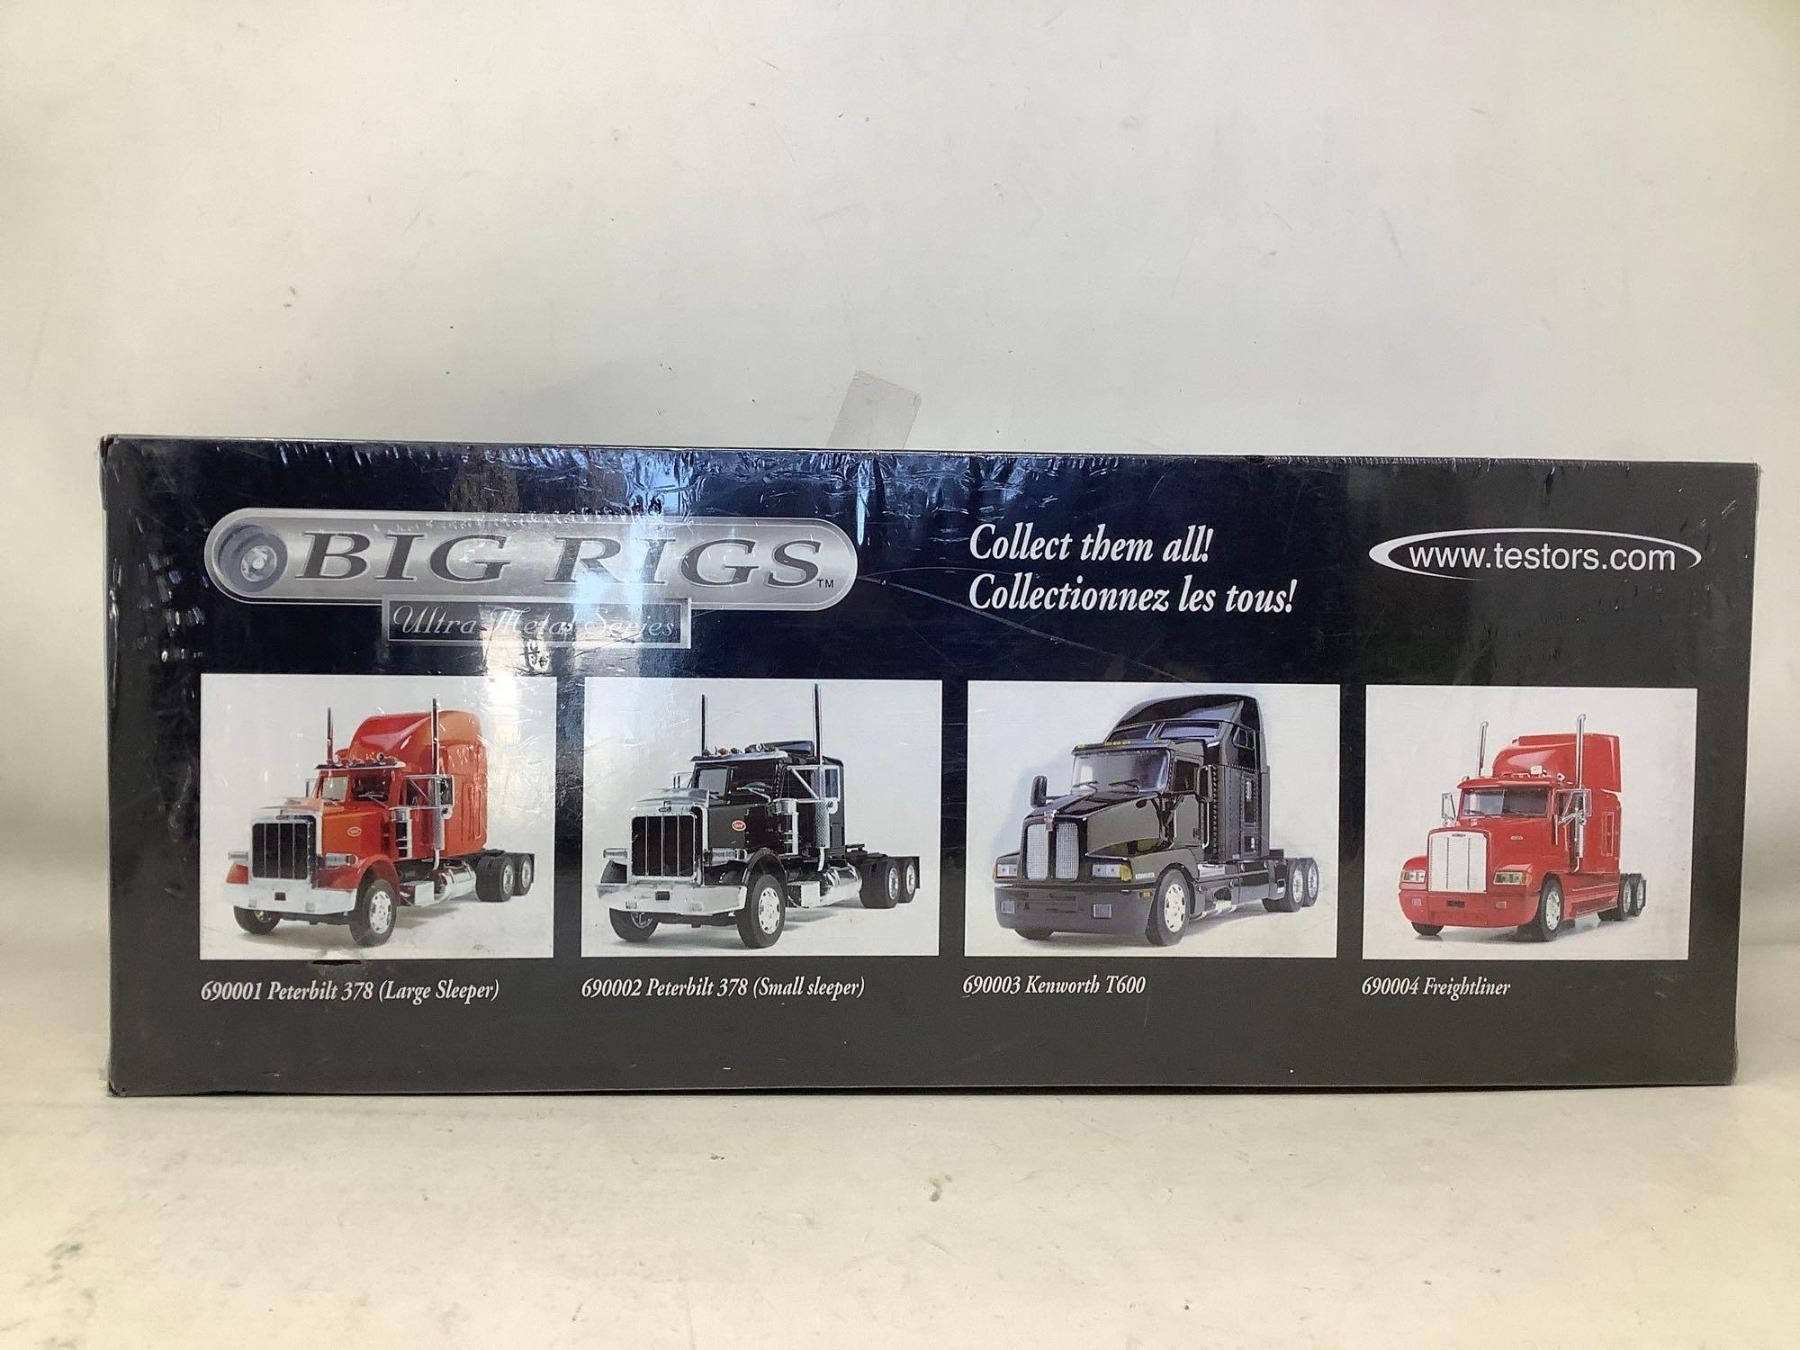 BIG RIGS™
Ultra Metal Series
Collect them all!
Collectionnez les tous!
www.testors.com
690001 Peterbilt 378 (Large Sleeper)
690002 Peterbilt 378 (Small sleeper)
690003 Kenworth T600
690004 Freightliner